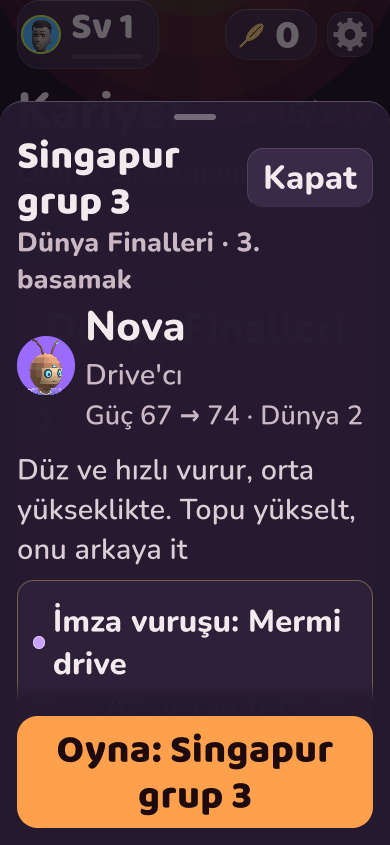 Sv 1
0
Kariyer
Singapur
grup 3
Kapat
Dünya Finalleri · 3.
basamak
Finalleri
Nova
Drive'cı
Güç 67 → 74 · Dünya 2
Düz ve hızlı vurur, orta
yükseklikte. Topu yükselt,
onu arkaya it
İmza vuruşu: Mermi
drive
Oyna: Singapur
grup 3